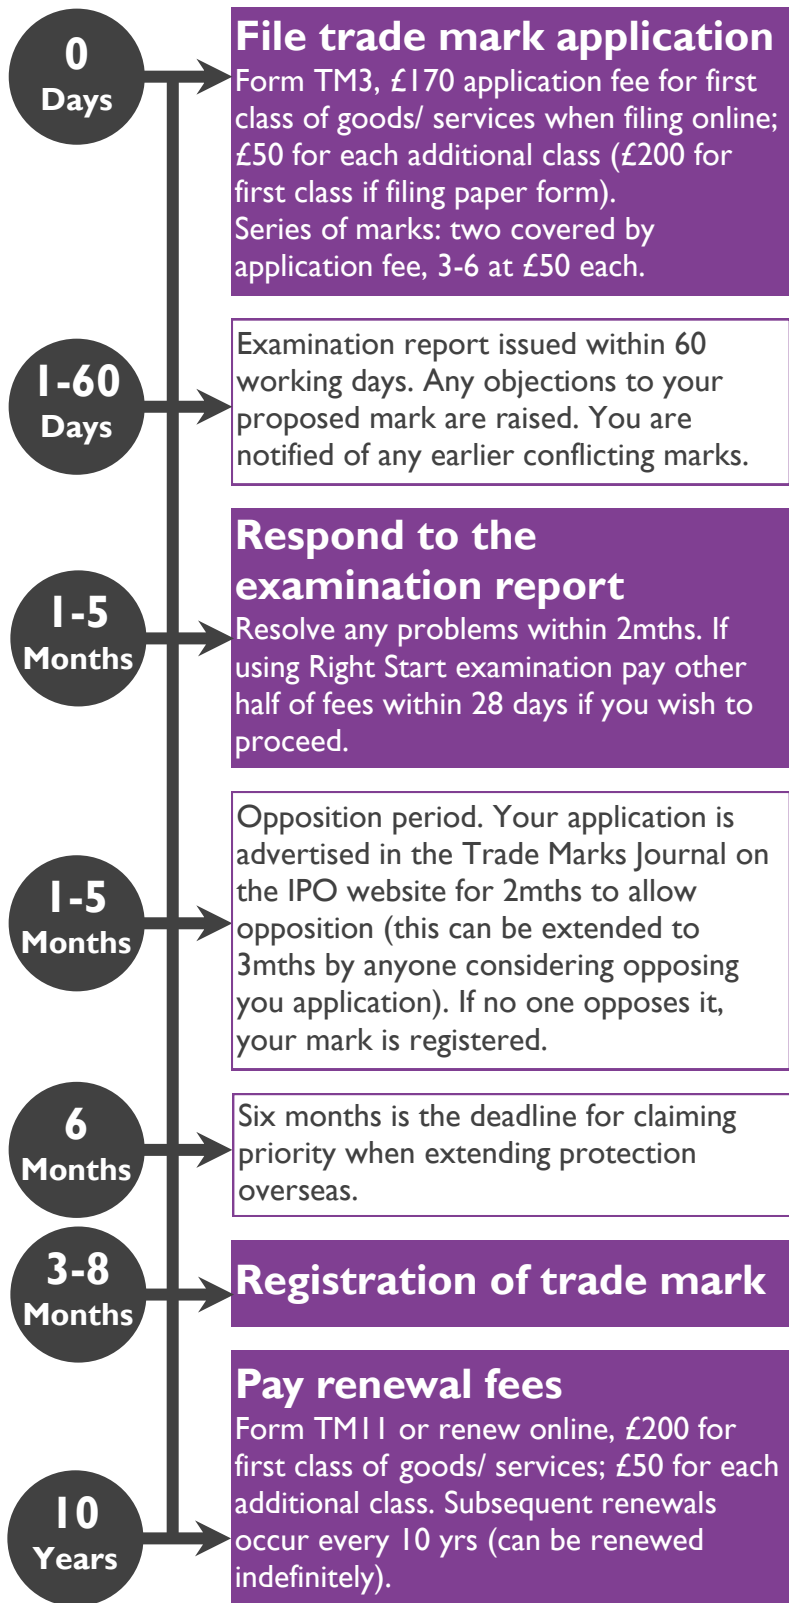 0
Days
File trade mark application
Form TM3, £170 application fee for first
class of goods/ services when filing online;
£50 for each additional class (£200 for
first class if filing paper form).
Series of marks: two covered by
application fee, 3-6 at £50 each.
1-60
Days
Examination report issued within 60
working days. Any objections to your
proposed mark are raised. You are
notified of any earlier conflicting marks.
1-5
Months
Respond to the
examination report
Resolve any problems within 2mths. If
using Right Start examination pay other
half of fees within 28 days if you wish to
proceed.
1-5
Months
Opposition period. Your application is
advertised in the Trade Marks Journal on
the IPO website for 2mths to allow
opposition (this can be extended to
3mths by anyone considering opposing
you application). If no one opposes it,
your mark is registered.
6
Months
Six months is the deadline for claiming
priority when extending protection
overseas.
3-8
Months
Registration of trade mark
10
Years
Pay renewal fees
Form TM11 or renew online, £200 for
first class of goods/ services; £50 for each
additional class. Subsequent renewals
occur every 10 yrs (can be renewed
indefinitely).